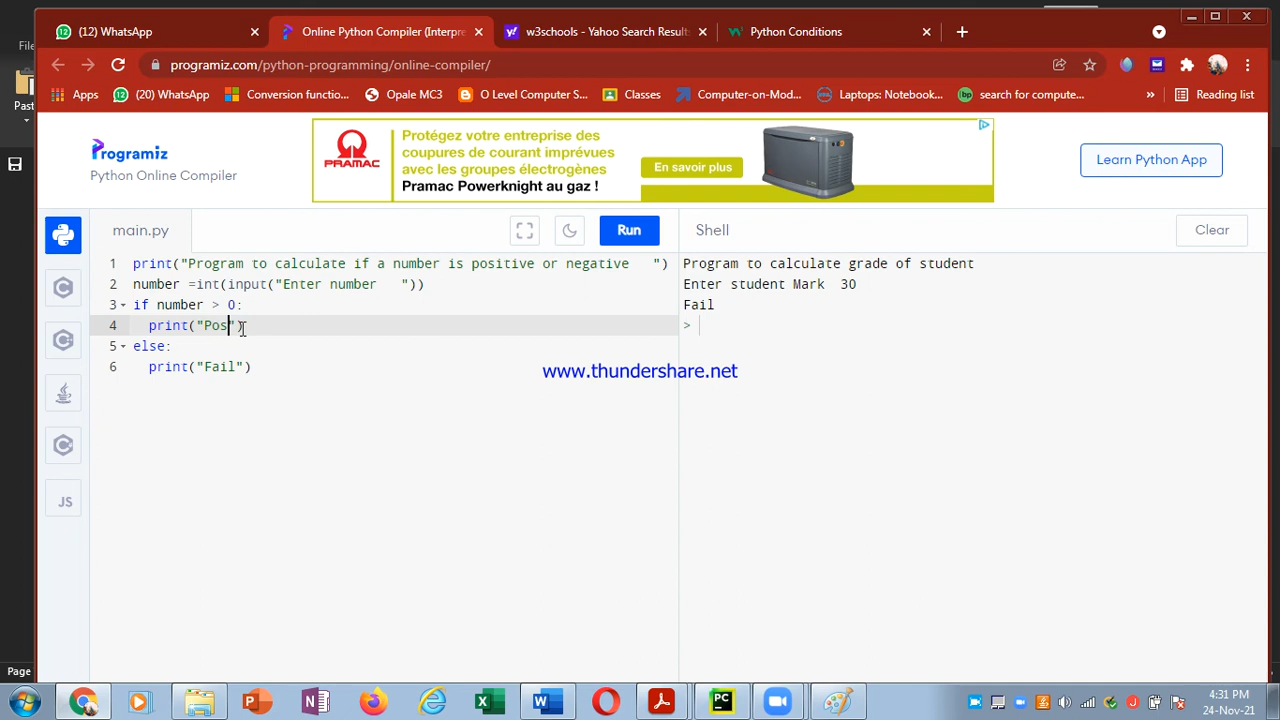 File
Past
(12) WhatsApp
Online Python Compiler (Interpre
w3schools - Yahoo Search Results
Python Conditions
programiz.com/python-programming/online-compiler/
Apps
(20) WhatsApp
Conversion functio...
Opale MC3
O Level Computer S...
Classes
Computer-on-Mod...
Laptops: Notebook...
search for compute...
Reading list
Programiz
Python Online Compiler
PRAMAC
Protégez votre entreprise des
coupures de courant imprévues
avec les groupes électrogènes
Pramac Powerknight au gaz !
En savoir plus
Learn Python App
main.py
Run
Shell
Clear
1 print("Program to calculate if a number is positive or negative   ")
2 number =int(input("Enter number   "))
3 if number > 0:
4 print("Pos")
5 else:
6 print("Fail")
Program to calculate grade of student
Enter student Mark  30
Fail
>
www.thundershare.net
JS
Page
PC
4:31 PM
24-Nov-21